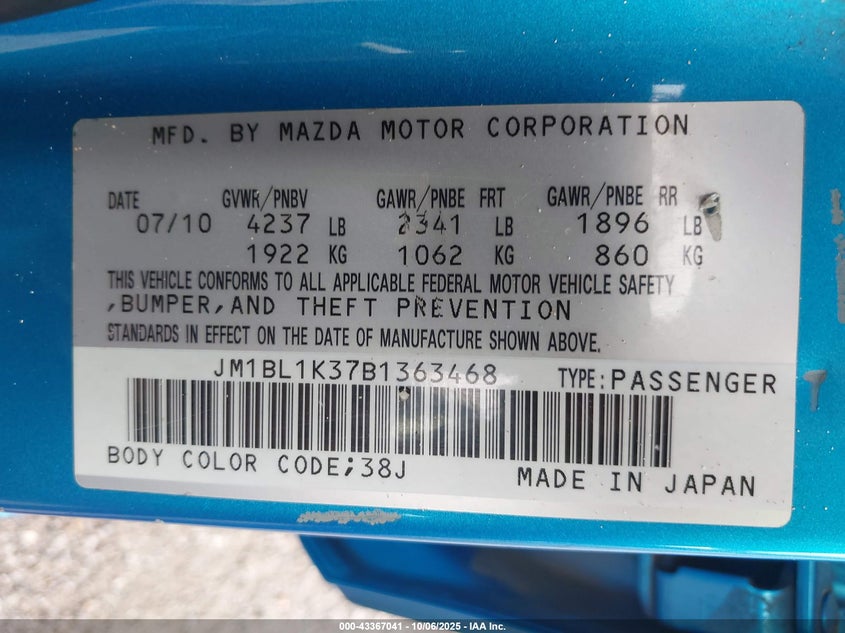 MFD. BY MAZDA MOTOR CORPORATION
DATE GVWR/PNBV GAWR/PNBE FRT GAWR/PNBE RR
07/10 4237 LB 2341 LB 1896 LB
1922 KG 1062 KG 860 KG
THIS VEHICLE CONFORMS TO ALL APPLICABLE FEDERAL MOTOR VEHICLE SAFETY
,BUMPER,AND THEFT PREVENTION
STANDARDS IN EFFECT ON THE DATE OF MANUFACTURE SHOWN ABOVE.
JM1BL1K37B1363468 TYPE:PASSENGER
BODY COLOR CODE;38J
MADE IN JAPAN
000-43367041 - 10/06/2025 - IAA Inc.